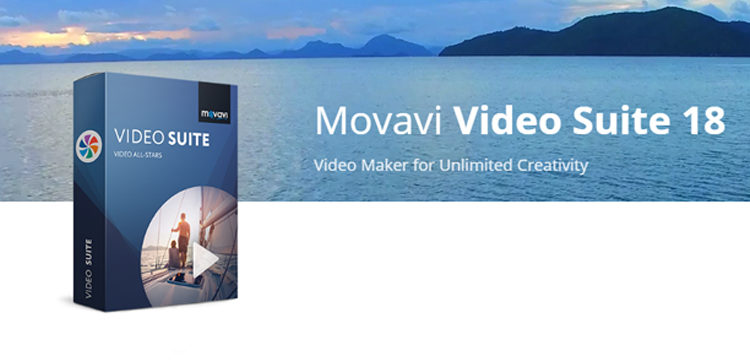 Movavi Video Suite 18
Video Maker for Unlimited Creativity
movavi
VIDEO SUITE
VIDEO ALL-STARS
VIDEO SUITE